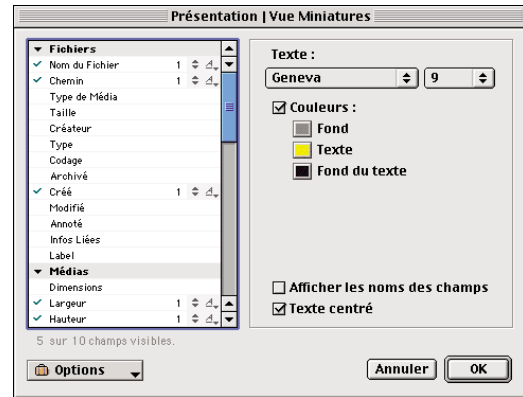 Présentation | Vue Miniatures
Fichiers
Nom du Fichier 1
Chemin 1
Type de Média
Taille
Créateur
Type
Codage
Archivé
Créé 1
Modifié
Annoté
Infos Liées
Label
Médias
Dimensions
Largeur 1
Hauteur 1
5 sur 10 champs visibles.
Options
Texte :
Geneva 9
Couleurs :
Fond
Texte
Fond du texte
Afficher les noms des champs
Texte centré
Annuler OK